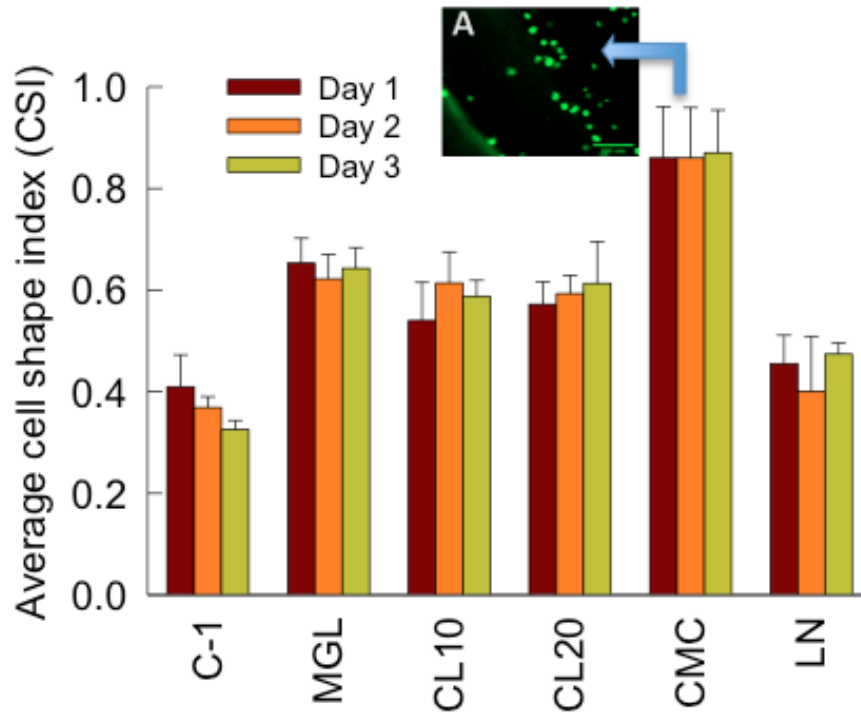 A
Day 1
Day 2
Day 3
Average cell shape index (CSI)
1.0
0.8
0.6
0.4
0.2
0.0
C-1
MGL
CL10
CL20
CMC
LN